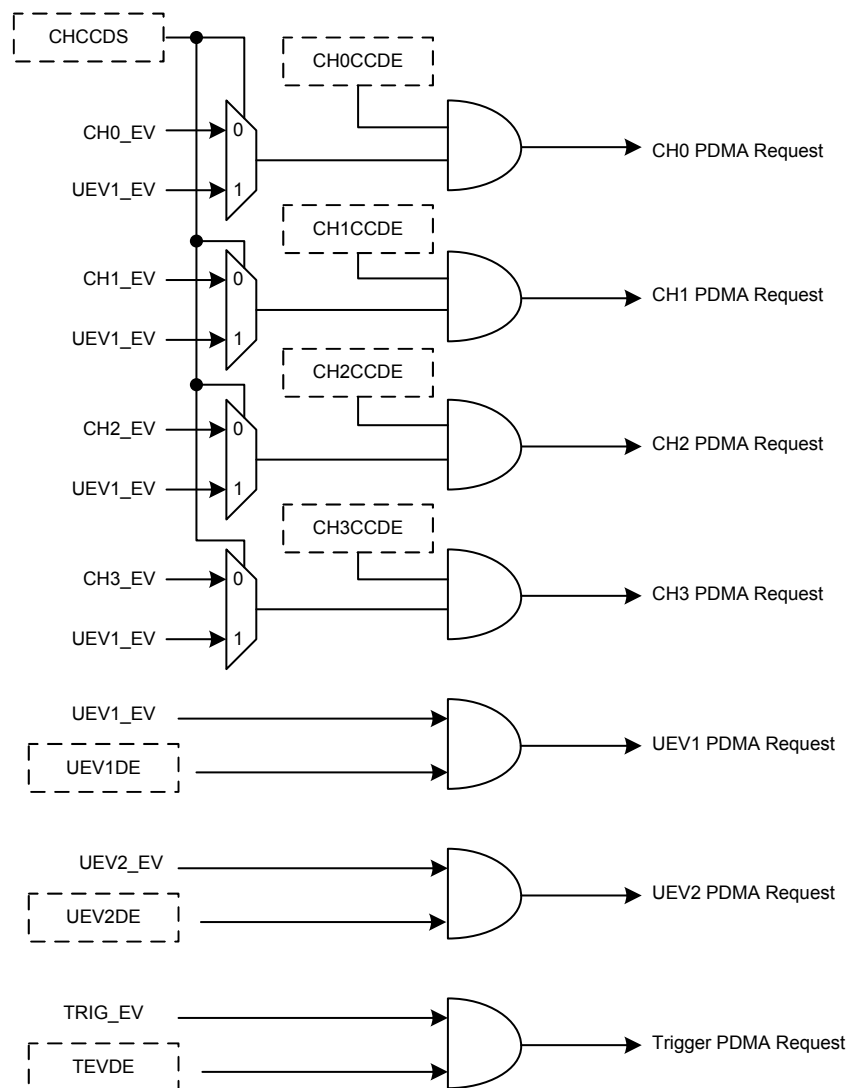 CHCCDS
CH0CCDE
CH0_EV
0
CH0 PDMA Request
UEV1_EV
1
CH1CCDE
CH1_EV
0
CH1 PDMA Request
UEV1_EV
1
CH2CCDE
CH2_EV
0
CH2 PDMA Request
UEV1_EV
1
CH3CCDE
CH3_EV
0
CH3 PDMA Request
UEV1_EV
1
UEV1_EV
UEV1 PDMA Request
UEV1DE
UEV2_EV
UEV2 PDMA Request
UEV2DE
TRIG_EV
Trigger PDMA Request
TEVDE